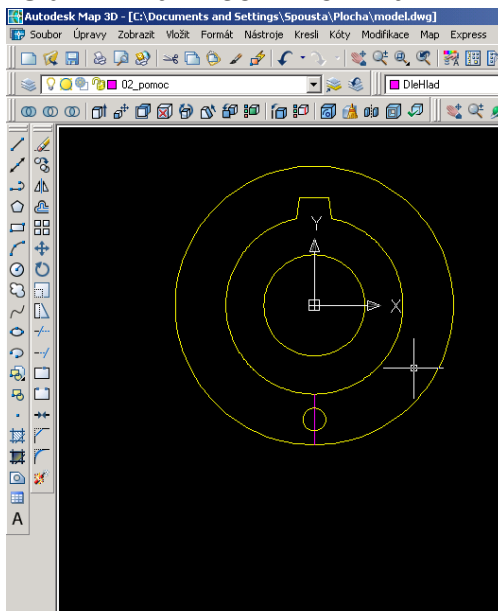 Autodesk Map 3D - [C:\Documents and Settings\Spousta\Plocha\model.dwg]
Soubor Úpravy Zobrazit Vložit Formát Nástroje Kresli Kóty Modifikace Map Express
02_pomoc DleHlad
Y
X
A